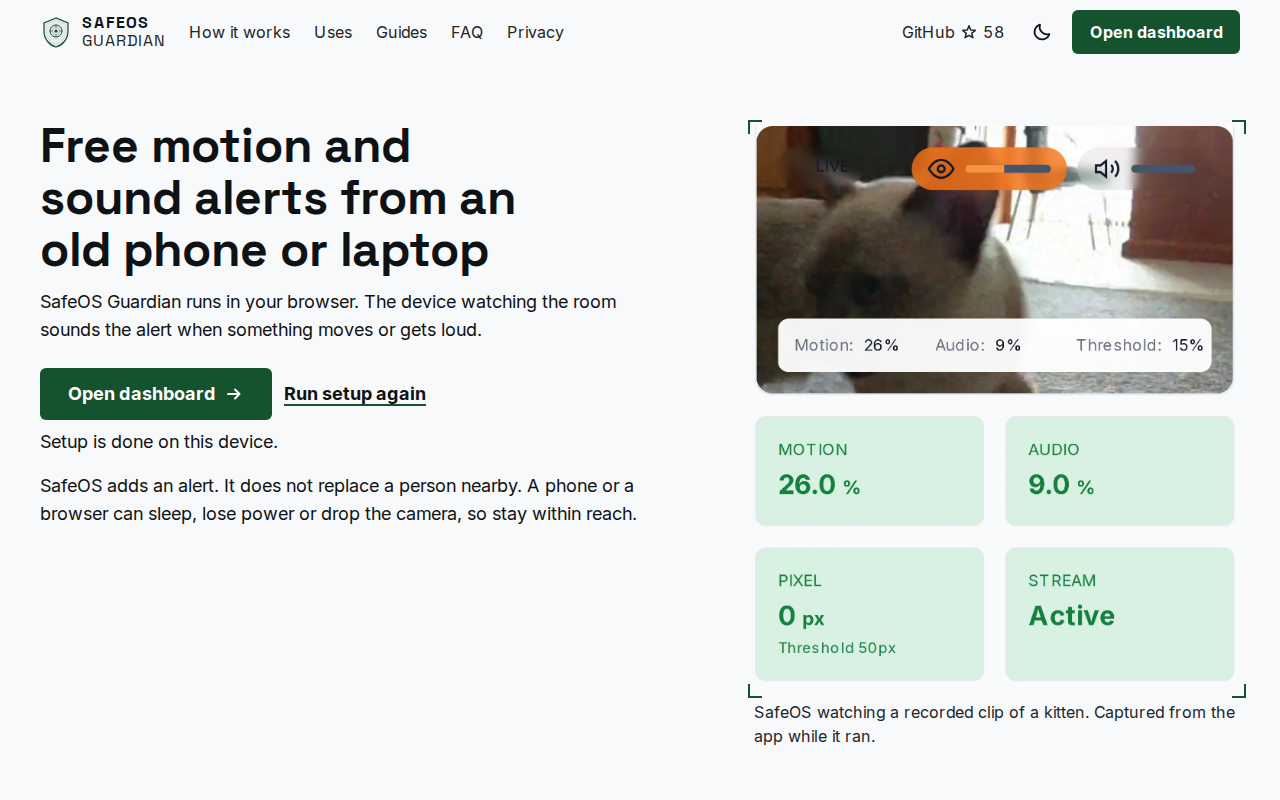 SAFEOS
GUARDIAN
How it works
Uses
Guides
FAQ
Privacy
GitHub ☆ 58
Open dashboard
Free motion and
sound alerts from an
old phone or laptop
SafeOS Guardian runs in your browser. The device watching the room
sounds the alert when something moves or gets loud.
Open dashboard →
Run setup again
Setup is done on this device.
SafeOS adds an alert. It does not replace a person nearby. A phone or a
browser can sleep, lose power or drop the camera, so stay within reach.
LIVE
Motion: 26% Audio: 9% Threshold: 15%
MOTION
26.0 %
AUDIO
9.0 %
PIXEL
0 px
Threshold 50px
STREAM
Active
SafeOS watching a recorded clip of a kitten. Captured from the
app while it ran.